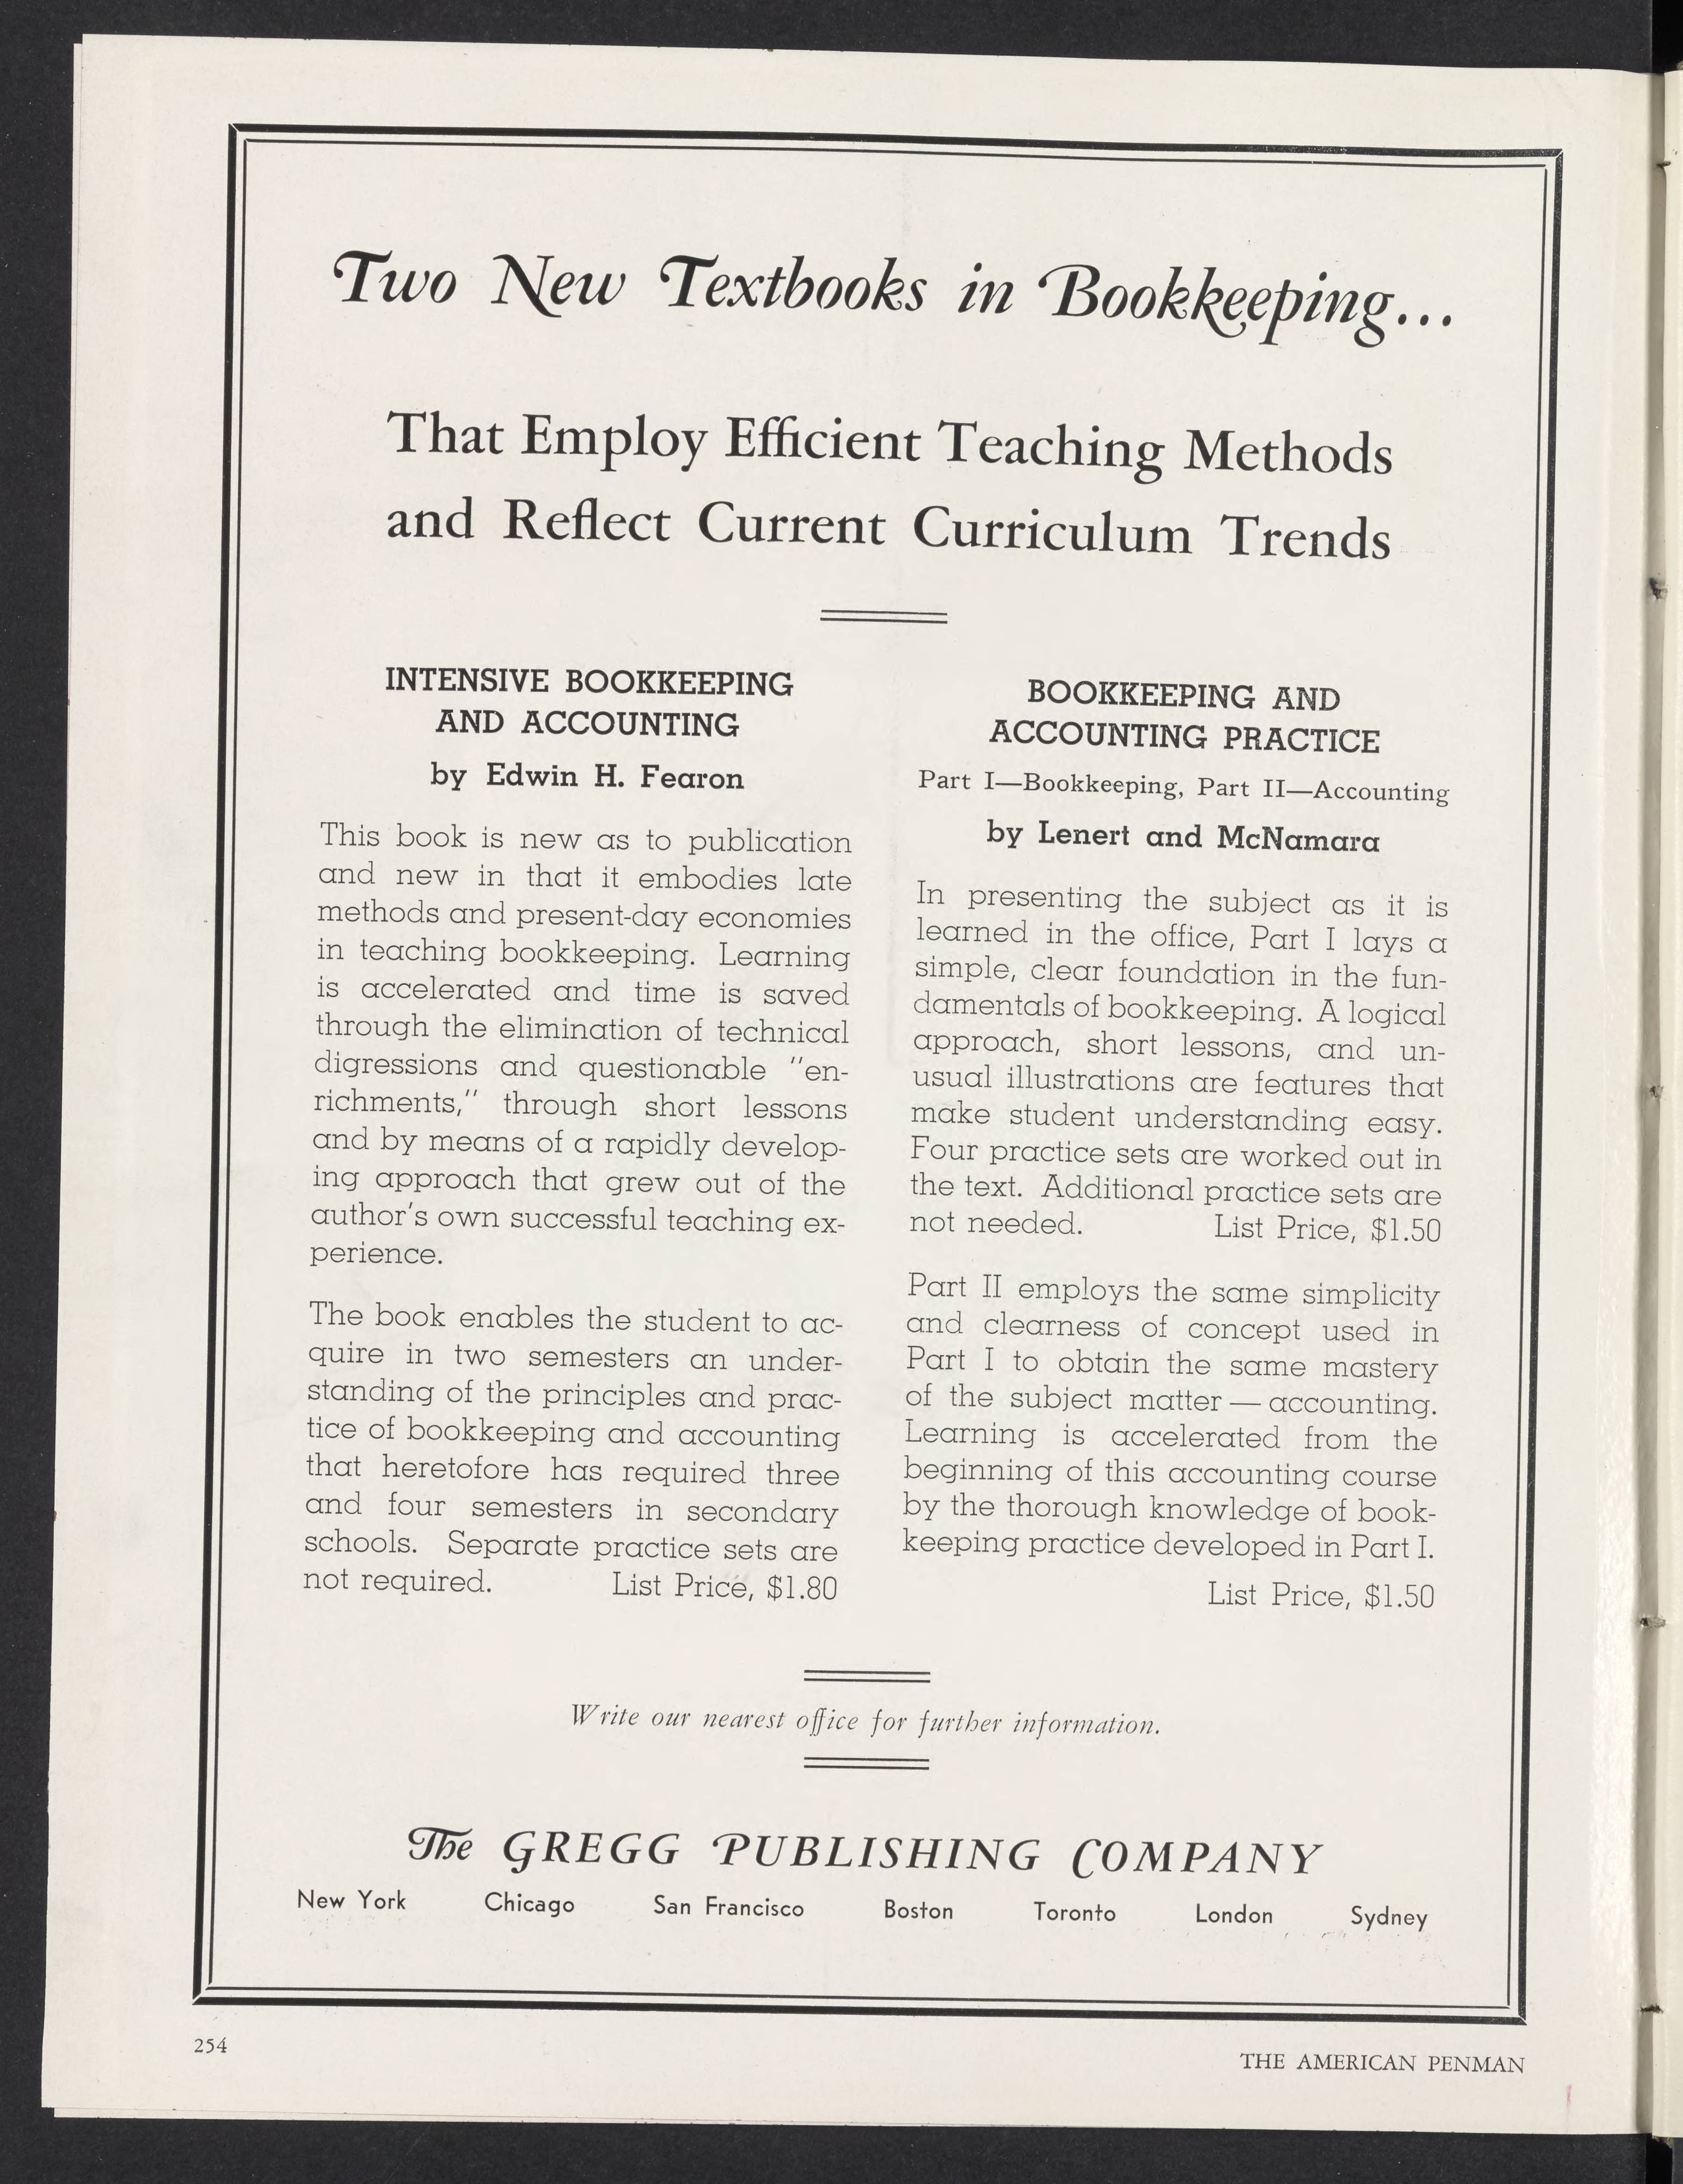 Two New Textbooks in Bookkeeping...
That Employ Efficient Teaching Methods
and Reflect Current Curriculum Trends
INTENSIVE BOOKKEEPING
AND ACCOUNTING
by Edwin H. Fearon
This book is new as to publication
and new in that it embodies late
methods and present-day economies
in teaching bookkeeping. Learning
is accelerated and time is saved
through the elimination of technical
digressions and questionable "en-
richments," through short lessons
and by means of a rapidly develop-
ing approach that grew out of the
author's own successful teaching ex-
perience.
The book enables the student to ac-
quire in two semesters an under-
standing of the principles and prac-
tice of bookkeeping and accounting
that heretofore has required three
and four semesters in secondary
schools. Separate practice sets are
not required. List Price, $1.80
BOOKKEEPING AND
ACCOUNTING PRACTICE
Part I—Bookkeeping, Part II—Accounting
by Lenert and McNamara
In presenting the subject as it is
learned in the office, Part I lays a
simple, clear foundation in the fun-
damentals of bookkeeping. A logical
approach, short lessons, and un-
usual illustrations are features that
make student understanding easy.
Four practice sets are worked out in
the text. Additional practice sets are
not needed. List Price, $1.50
Part II employs the same simplicity
and clearness of concept used in
Part I to obtain the same mastery
of the subject matter — accounting.
Learning is accelerated from the
beginning of this accounting course
by the thorough knowledge of book-
keeping practice developed in Part I.
List Price, $1.50
Write our nearest office for further information.
The GREGG PUBLISHING COMPANY
New York Chicago San Francisco Boston Toronto London Sydney
254
THE AMERICAN PENMAN